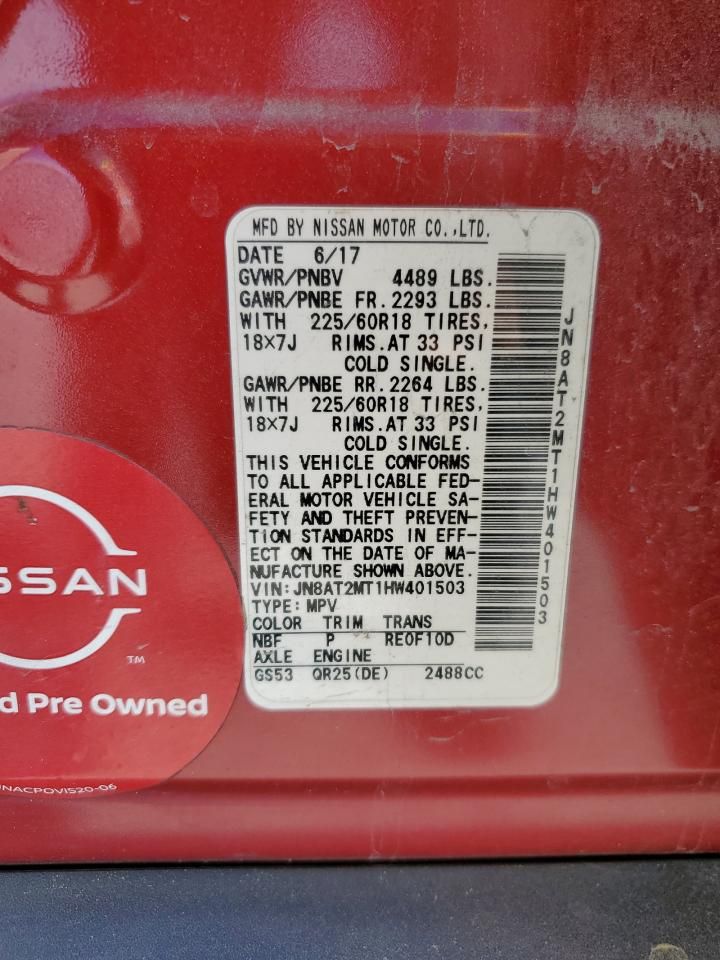 MFD BY NISSAN MOTOR CO.,LTD.
DATE 6/17
GVWR/PNBV 4489 LBS.
GAWR/PNBE FR.2293 LBS.
WITH 225/60R18 TIRES,
18×7J RIMS.AT 33 PSI
COLD SINGLE.
GAWR/PNBE RR.2264 LBS.
WITH 225/60R18 TIRES,
18×7J RIMS.AT 33 PSI
COLD SINGLE.
THIS VEHICLE CONFORMS
TO ALL APPLICABLE FED-
ERAL MOTOR VEHICLE SA-
FETY AND THEFT PREVEN-
TION STANDARDS IN EFF-
ECT ON THE DATE OF MA-
NUFACTURE SHOWN ABOVE.
VIN:JN8AT2MT1HW401503
TYPE:MPV
COLOR TRIM TRANS
NBF P RE0F10D
AXLE ENGINE
GS53 QR25(DE) 2488CC
JN8AT2MT1HW401503
SSAN
TM
d Pre Owned
NACPOVIS20-06